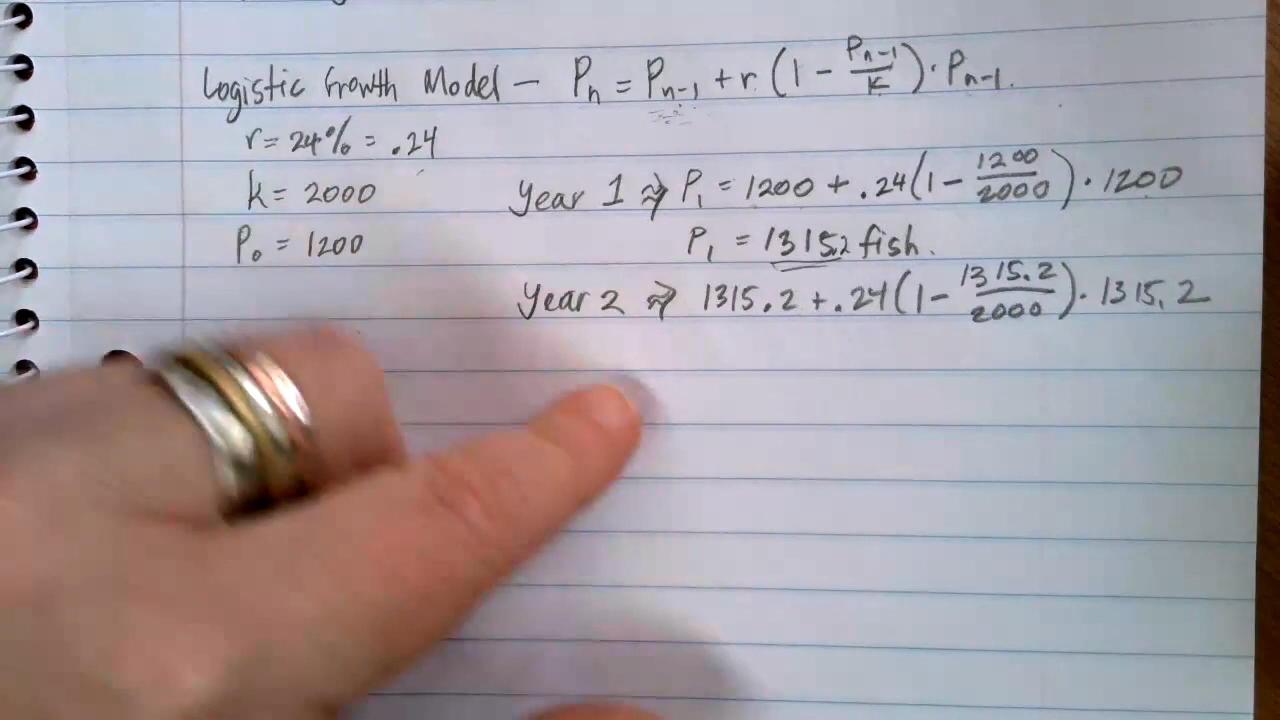 Logistic Growth Model – Pₙ = Pₙ₋₁ + r (1 – Pₙ₋₁/K) · Pₙ₋₁.
r = 24% = .24
k = 2000
Year 1 ⇒ P₁ = 1200 + .24(1 – 1200/2000) · 1200
P₀ = 1200
P₁ = 1315.2 fish.
Year 2 ⇒ 1315.2 + .24(1 – 1315.2/2000) · 1315.2